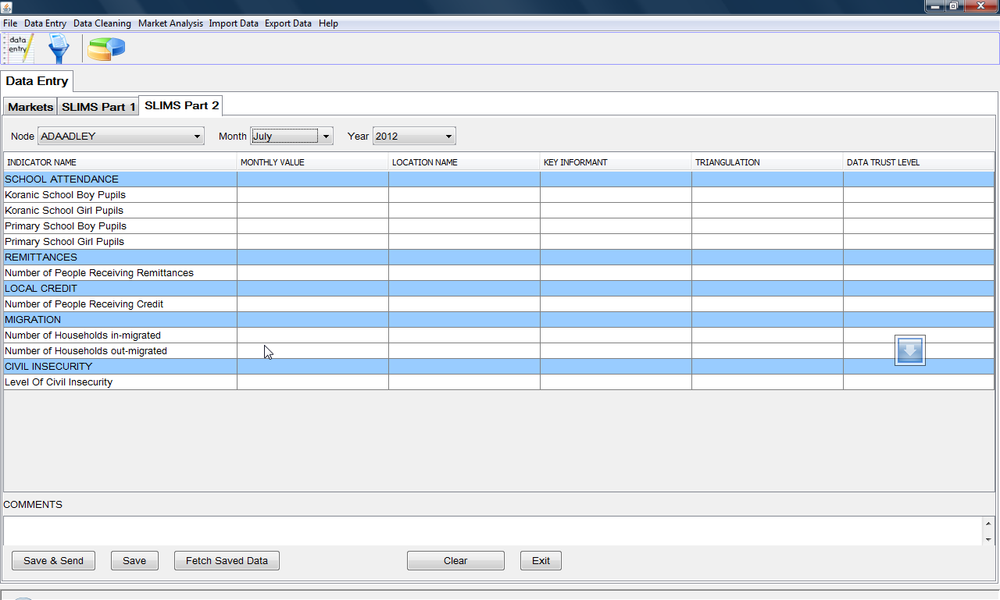 File Data Entry Data Cleaning Market Analysis Import Data Export Data Help
data
entry
Data Entry
Markets SLIMS Part 1 SLIMS Part 2
Node ADAADLEY Month July Year 2012
INDICATOR NAME MONTHLY VALUE LOCATION NAME KEY INFORMANT TRIANGULATION DATA TRUST LEVEL
SCHOOL ATTENDANCE
Koranic School Boy Pupils
Koranic School Girl Pupils
Primary School Boy Pupils
Primary School Girl Pupils
REMITTANCES
Number of People Receiving Remittances
LOCAL CREDIT
Number of People Receiving Credit
MIGRATION
Number of Households in-migrated
Number of Households out-migrated
CIVIL INSECURITY
Level Of Civil Insecurity
COMMENTS
Save & Send Save Fetch Saved Data Clear Exit